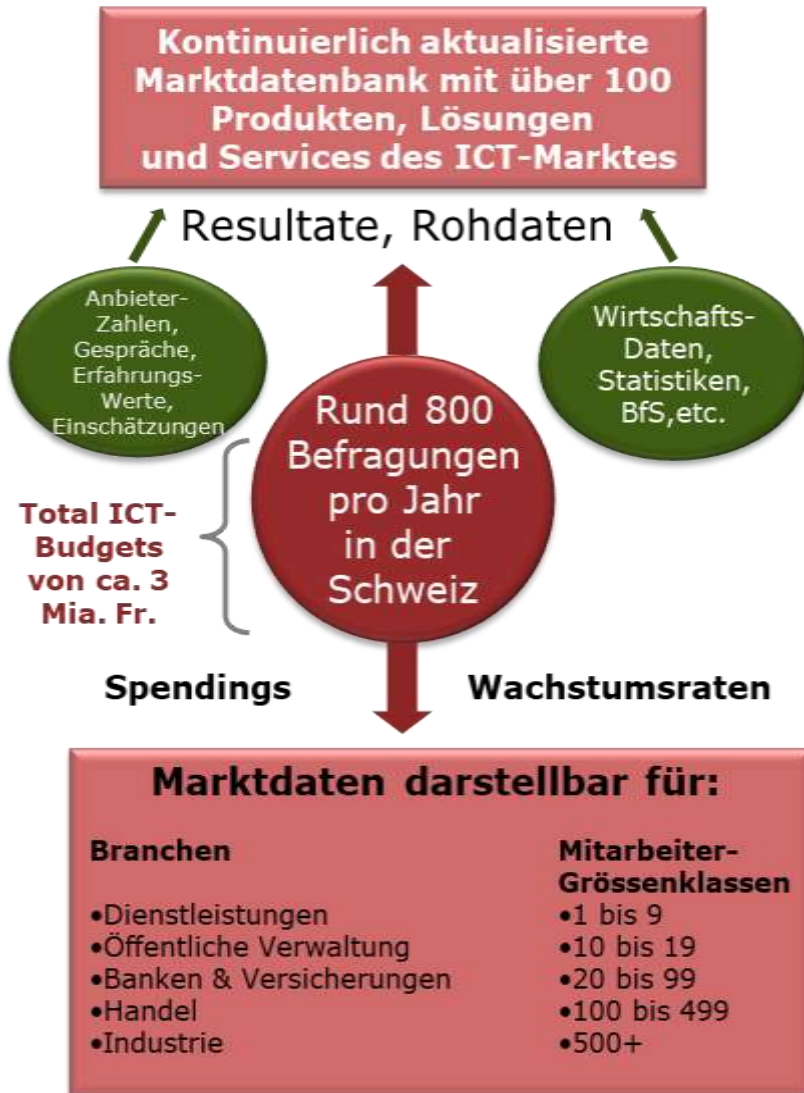 Kontinuierlich aktualisierte
Marktdatenbank mit über 100
Produkten, Lösungen
und Services des ICT-Marktes
Resultate, Rohdaten
Anbieter-
Zahlen,
Gespräche,
Erfahrungs-
Werte,
Einschätzungen
Wirtschafts-
Daten,
Statistiken,
BfS,etc.
Rund 800
Befragungen
pro Jahr
in der
Schweiz
Total ICT-
Budgets
von ca. 3
Mia. Fr.
Spendings
Wachstumsraten
Marktdaten darstellbar für:
Branchen
•Dienstleistungen
•Öffentliche Verwaltung
•Banken & Versicherungen
•Handel
•Industrie
Mitarbeiter-
Grössenklassen
•1 bis 9
•10 bis 19
•20 bis 99
•100 bis 499
•500+